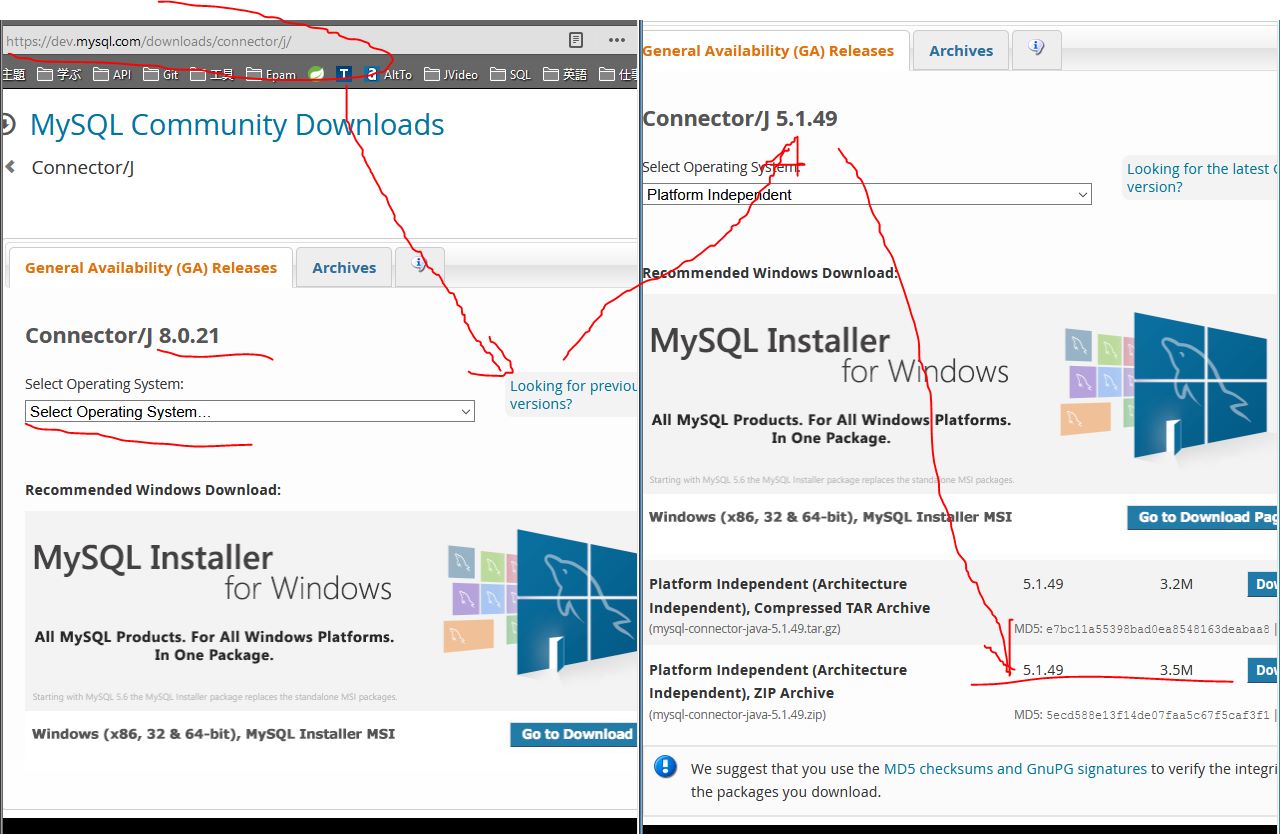 https://dev.mysql.com/downloads/connector/j/
主題 学ぶ API Git 工具 Epam T a AltTo JVideo SQL 英語 仕事
MySQL Community Downloads
Connector/J
General Availability (GA) Releases Archives
Connector/J 8.0.21
Select Operating System:
Select Operating System…
Looking for previou
versions?
Recommended Windows Download:
MySQL Installer
for Windows
All MySQL Products. For All Windows Platforms.
In One Package.
Starting with MySQL 5.6 the MySQL Installer package replaces the standalone MSI packages.
Windows (x86, 32 & 64-bit), MySQL Installer MSI
Go to Download
General Availability (GA) Releases Archives
Connector/J 5.1.49
Select Operating System:
Platform Independent
Looking for the latest
version?
Recommended Windows Download:
MySQL Installer
for Windows
All MySQL Products. For All Windows Platforms.
In One Package.
Starting with MySQL 5.6 the MySQL Installer package replaces the standalone MSI packages.
Windows (x86, 32 & 64-bit), MySQL Installer MSI
Go to Download Pag
Platform Independent (Architecture 5.1.49 3.2M Dow
Independent), Compressed TAR Archive
(mysql-connector-java-5.1.49.tar.gz) MD5: e7bc11a55398bad0ea8548163deabaa8 |
Platform Independent (Architecture 5.1.49 3.5M Dow
Independent), ZIP Archive
(mysql-connector-java-5.1.49.zip) MD5: 5ecd588e13f14de07faa5c67f5caf3f1 |
We suggest that you use the MD5 checksums and GnuPG signatures to verify the integri
the packages you download.